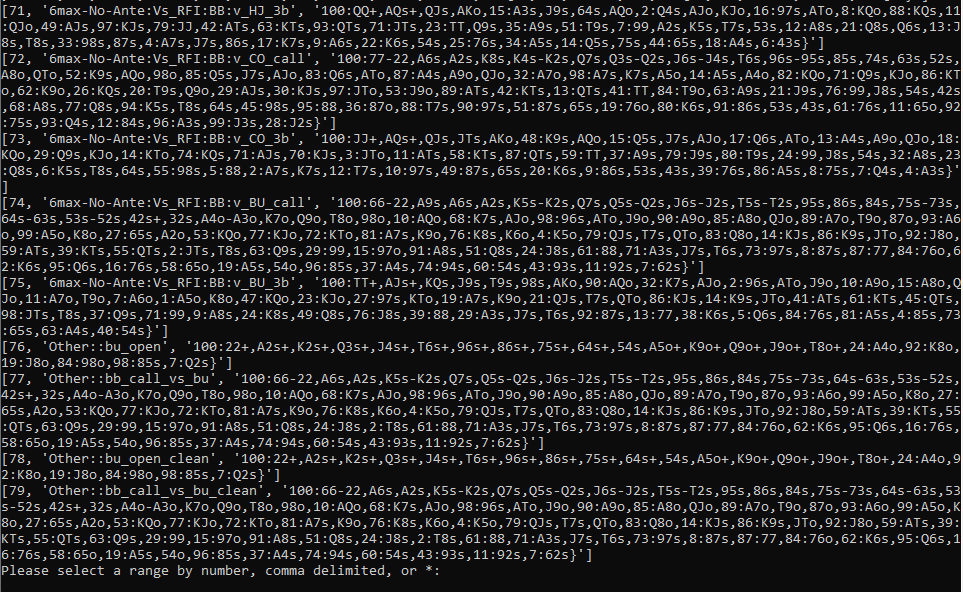 [71, '6max-No-Ante:Vs_RFI:BB:v_HJ_3b', '100:QQ+,AQs+,QJs,AKo,15:A3s,J9s,64s,AQo,2:Q4s,AJo,KJo,16:97s,ATo,8:KQo,88:KQs,11
:QJo,49:AJs,97:KJs,79:JJ,42:ATs,63:KTs,93:QTs,71:JTs,23:TT,Q9s,35:A9s,51:T9s,7:99,A2s,K5s,T7s,53s,12:A8s,21:Q8s,Q6s,13:J
8s,T8s,33:98s,87s,4:A7s,J7s,86s,17:K7s,9:A6s,22:K6s,54s,25:76s,34:A5s,14:Q5s,75s,44:65s,18:A4s,6:43s}']
[72, '6max-No-Ante:Vs_RFI:BB:v_CO_call', '100:77-22,A6s,A2s,K8s,K4s-K2s,Q7s,Q3s-Q2s,J6s-J4s,T6s,96s-95s,85s,74s,63s,52s,
A8o,QTo,52:K9s,AQo,98o,85:Q5s,J7s,AJo,83:Q6s,ATo,87:A4s,A9o,QJo,32:A7o,98:A7s,K7s,A5o,14:A5s,A4o,82:KQo,71:Q9s,KJo,86:KT
o,62:K9o,26:KQs,20:T9s,Q9o,29:AJs,30:KJs,97:JTo,53:J9o,89:ATs,42:KTs,13:QTs,41:TT,84:T9o,63:A9s,21:J9s,76:99,J8s,54s,42s
,68:A8s,77:Q8s,94:K5s,T8s,64s,45:98s,95:88,36:87o,88:T7s,90:97s,51:87s,65s,19:76o,80:K6s,91:86s,53s,43s,61:76s,11:65o,92
:75s,93:Q4s,12:84s,96:A3s,99:J3s,28:J2s}']
[73, '6max-No-Ante:Vs_RFI:BB:v_CO_3b', '100:JJ+,AQs+,QJs,JTs,AKo,48:K9s,AQo,15:Q5s,J7s,AJo,17:Q6s,ATo,13:A4s,A9o,QJo,18:
KQo,29:Q9s,KJo,14:KTo,74:KQs,71:AJs,70:KJs,3:JTo,11:ATs,58:KTs,87:QTs,59:TT,37:A9s,79:J9s,80:T9s,24:99,J8s,54s,32:A8s,23
:Q8s,6:K5s,T8s,64s,55:98s,5:88,2:A7s,K7s,12:T7s,10:97s,49:87s,65s,20:K6s,9:86s,53s,43s,39:76s,86:A5s,8:75s,7:Q4s,4:A3s}'
]
[74, '6max-No-Ante:Vs_RFI:BB:v_BU_call', '100:66-22,A9s,A6s,A2s,K5s-K2s,Q7s,Q5s-Q2s,J6s-J2s,T5s-T2s,95s,86s,84s,75s-73s,
64s-63s,53s-52s,42s+,32s,A4o-A3o,K7o,Q9o,T8o,98o,10:AQo,68:K7s,AJo,98:96s,ATo,J9o,90:A9o,85:A8o,QJo,89:A7o,T9o,87o,93:A6
o,99:A5o,K8o,27:65s,A2o,53:KQo,77:KJo,72:KTo,81:A7s,K9o,76:K8s,K6o,4:K5o,79:QJs,T7s,QTo,83:Q8o,14:KJs,86:K9s,JTo,92:J8o,
59:ATs,39:KTs,55:QTs,2:JTs,T8s,63:Q9s,29:99,15:97o,91:A8s,51:Q8s,24:J8s,61:88,71:A3s,J7s,T6s,73:97s,8:87s,87:77,84:76o,6
2:K6s,95:Q6s,16:76s,58:65o,19:A5s,54o,96:85s,37:A4s,74:94s,60:54s,43:93s,11:92s,7:62s}']
[75, '6max-No-Ante:Vs_RFI:BB:v_BU_3b', '100:TT+,AJs+,KQs,J9s,T9s,98s,AKo,90:AQo,32:K7s,AJo,2:96s,ATo,J9o,10:A9o,15:A8o,Q
Jo,11:A7o,T9o,7:A6o,1:A5o,K8o,47:KQo,23:KJo,27:97s,KTo,19:A7s,K9o,21:QJs,T7s,QTo,86:KJs,14:K9s,JTo,41:ATs,61:KTs,45:QTs,
98:JTs,T8s,37:Q9s,71:99,9:A8s,24:K8s,49:Q8s,76:J8s,39:88,29:A3s,J7s,T6s,92:87s,13:77,38:K6s,5:Q6s,84:76s,81:A5s,4:85s,73
:65s,63:A4s,40:54s}']
[76, 'Other::bu_open', '100:22+,A2s+,K2s+,Q3s+,J4s+,T6s+,96s+,86s+,75s+,64s+,54s,A5o+,K9o+,Q9o+,J9o+,T8o+,24:A4o,92:K8o,
19:J8o,84:98o,98:85s,7:Q2s}']
[77, 'Other::bb_call_vs_bu', '100:66-22,A6s,A2s,K5s-K2s,Q7s,Q5s-Q2s,J6s-J2s,T5s-T2s,95s,86s,84s,75s-73s,64s-63s,53s-52s,
42s+,32s,A4o-A3o,K7o,Q9o,T8o,98o,10:AQo,68:K7s,AJo,98:96s,ATo,J9o,90:A9o,85:A8o,QJo,89:A7o,T9o,87o,93:A6o,99:A5o,K8o,27:
65s,A2o,53:KQo,77:KJo,72:KTo,81:A7s,K9o,76:K8s,K6o,4:K5o,79:QJs,T7s,QTo,83:Q8o,14:KJs,86:K9s,JTo,92:J8o,59:ATs,39:KTs,55
:QTs,63:Q9s,29:99,15:97o,91:A8s,51:Q8s,24:J8s,2:T8s,61:88,71:A3s,J7s,T6s,73:97s,8:87s,87:77,84:76o,62:K6s,95:Q6s,16:76s,
58:65o,19:A5s,54o,96:85s,37:A4s,74:94s,60:54s,43:93s,11:92s,7:62s}']
[78, 'Other::bu_open_clean', '100:22+,A2s+,K2s+,Q3s+,J4s+,T6s+,96s+,86s+,75s+,64s+,54s,A5o+,K9o+,Q9o+,J9o+,T8o+,24:A4o,9
2:K8o,19:J8o,84:98o,98:85s,7:Q2s}']
[79, 'Other::bb_call_vs_bu_clean', '100:66-22,A6s,A2s,K5s-K2s,Q7s,Q5s-Q2s,J6s-J2s,T5s-T2s,95s,86s,84s,75s-73s,64s-63s,53
s-52s,42s+,32s,A4o-A3o,K7o,Q9o,T8o,98o,10:AQo,68:K7s,AJo,98:96s,ATo,J9o,90:A9o,85:A8o,QJo,89:A7o,T9o,87o,93:A6o,99:A5o,K
8o,27:65s,A2o,53:KQo,77:KJo,72:KTo,81:A7s,K9o,76:K8s,K6o,4:K5o,79:QJs,T7s,QTo,83:Q8o,14:KJs,86:K9s,JTo,92:J8o,59:ATs,39:
KTs,55:QTs,63:Q9s,29:99,15:97o,91:A8s,51:Q8s,24:J8s,2:T8s,61:88,71:A3s,J7s,T6s,73:97s,8:87s,87:77,84:76o,62:K6s,95:Q6s,1
6:76s,58:65o,19:A5s,54o,96:85s,37:A4s,74:94s,60:54s,43:93s,11:92s,7:62s}']
Please select a range by number, comma delimited, or *: